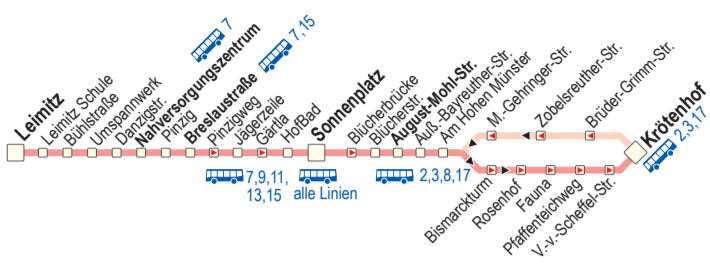 Leimitz
Leimitz Schule
Bühlstraße
Umspannwerk
Danzigstr.
Nahversorgungszentrum
7
Pinzig
Breslaustraße
7,15
Pinzigweg
Jägerzeile
Gartla
HofBad
7,9,11,
13,15
Sonnenplatz
alle Linien
Blücherbrücke
Blücherstr.
August-Mohl-Str.
Auß.-Bayreuther-Str.
Am Hohen Münster
2,3,8,17
M.-Gehringer-Str.
Zobelsreuther-Str.
Brüder-Grimm-Str.
Krötenhof
2,3,17
Bismarckturm
Rosenhof
Fauna
Pfaffenteichweg
V.-v.-Scheffel-Str.